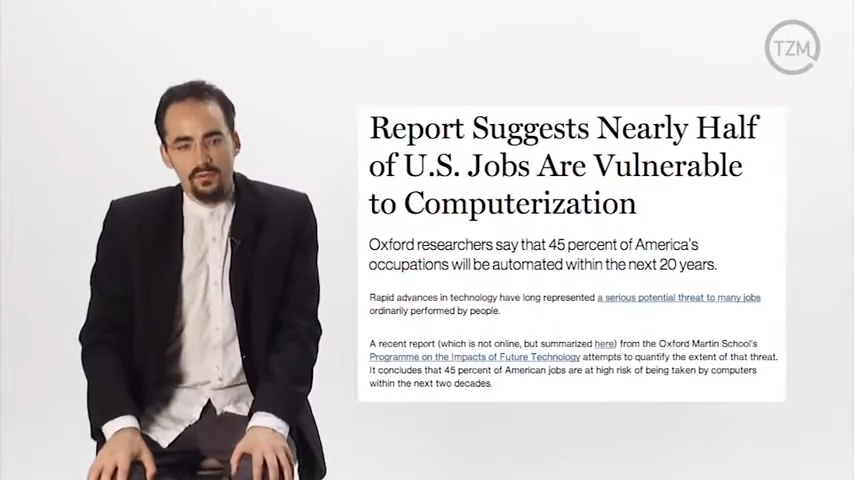 TZM
Report Suggests Nearly Half
of U.S. Jobs Are Vulnerable
to Computerization
Oxford researchers say that 45 percent of America's
occupations will be automated within the next 20 years.
Rapid advances in technology have long represented a serious potential threat to many jobs
ordinarily performed by people.
A recent report (which is not online, but summarized here) from the Oxford Martin School's
Programme on the Impacts of Future Technology attempts to quantify the extent of that threat.
It concludes that 45 percent of American jobs are at high risk of being taken by computers
within the next two decades.